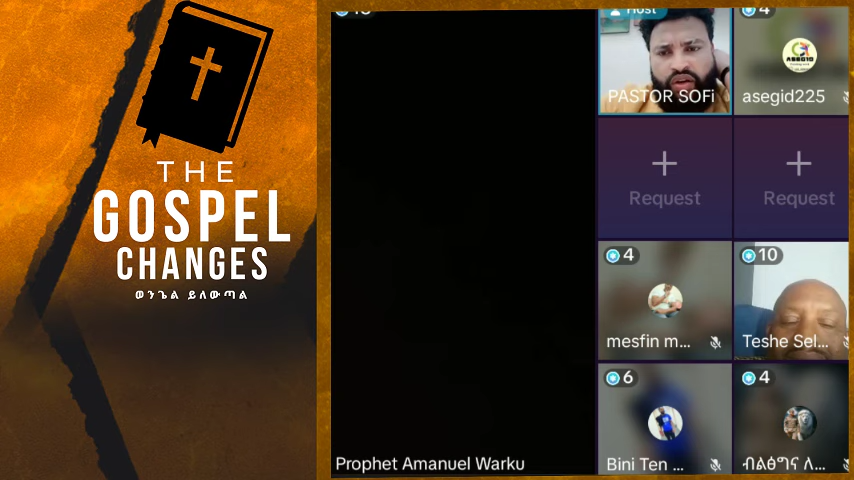 THE
GOSPEL
CHANGES
ወንጌል ይለውጣል
Host
4
PASTOR SOFi
asegid225
ASEGID
Request
Request
4
10
mesfin m...
Teshe Sel...
6
4
Prophet Amanuel Warku
Bini Ten ...
ብልፅግና ለ...